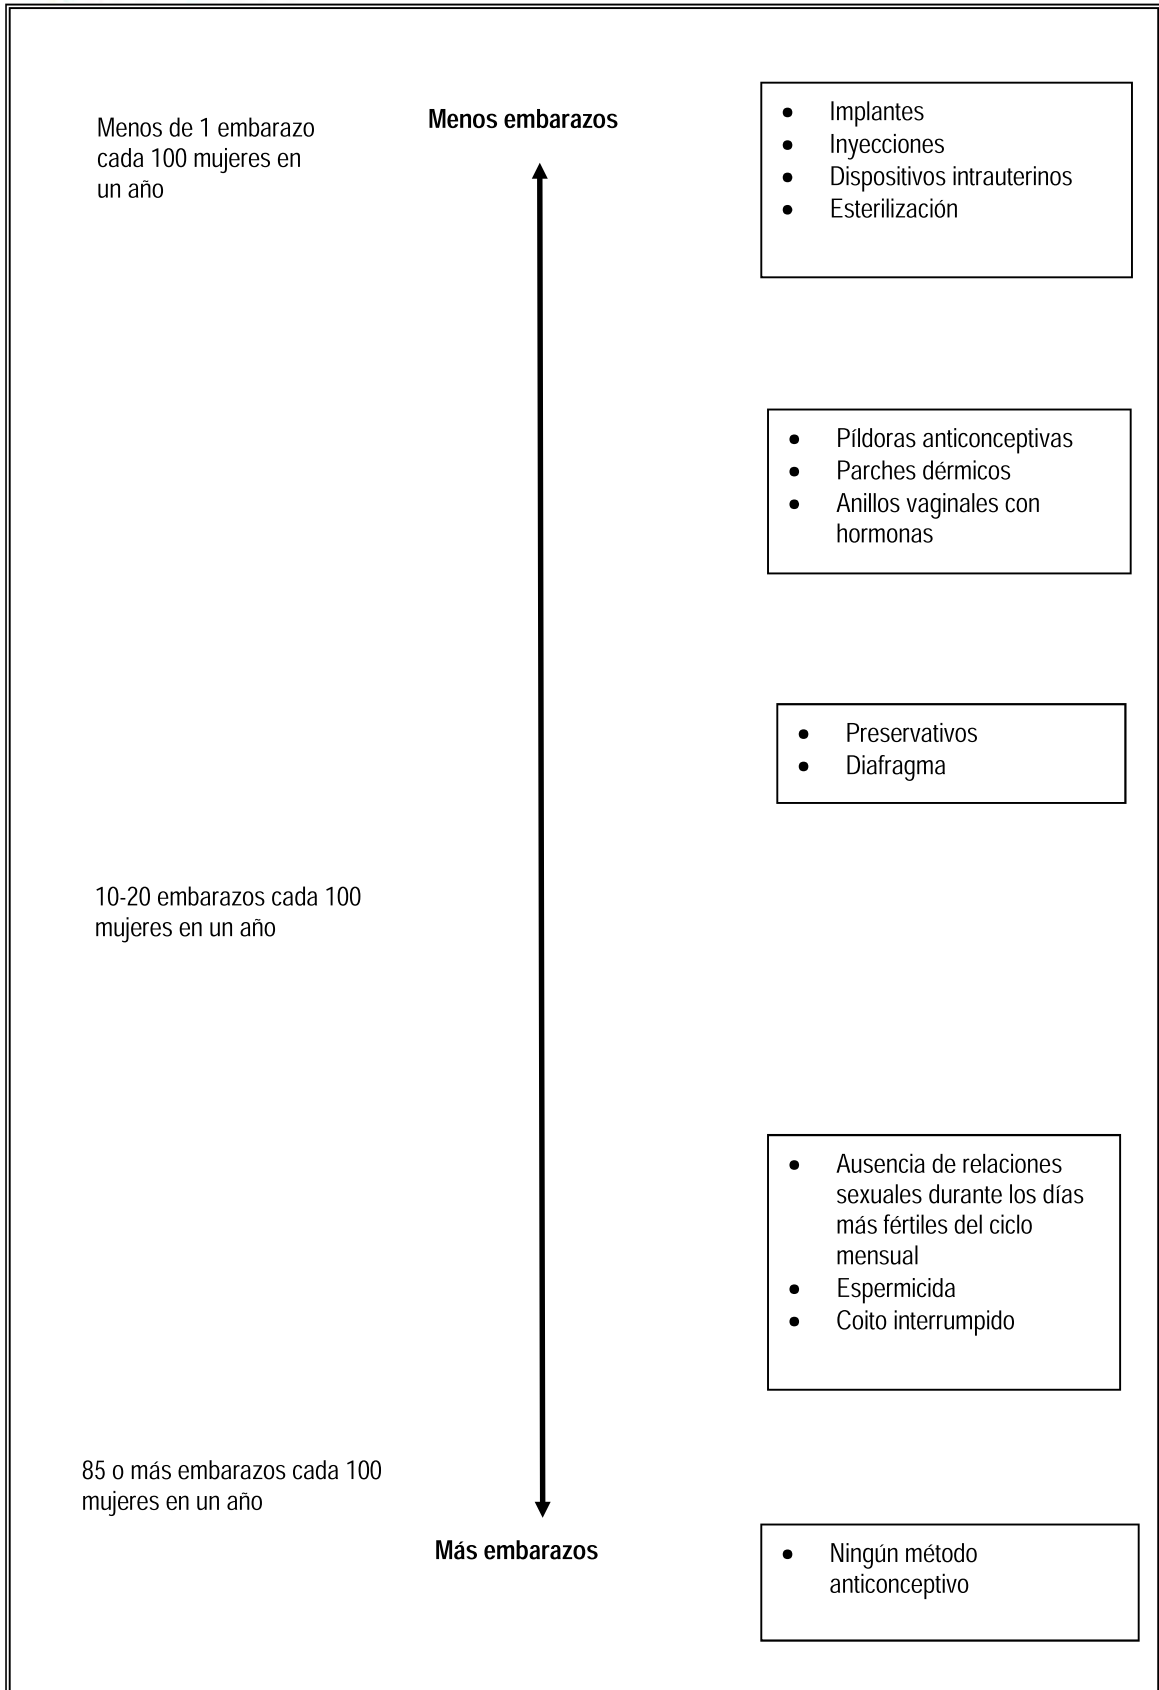 Menos de 1 embarazo
cada 100 mujeres en
un año
Menos embarazos
• Implantes
• Inyecciones
• Dispositivos intrauterinos
• Esterilización
• Píldoras anticonceptivas
• Parches dérmicos
• Anillos vaginales con
hormonas
• Preservativos
• Diafragma
10-20 embarazos cada 100
mujeres en un año
• Ausencia de relaciones
sexuales durante los días
más fértiles del ciclo
mensual
• Espermicida
• Coito interrumpido
85 o más embarazos cada 100
mujeres en un año
Más embarazos
• Ningún método
anticonceptivo